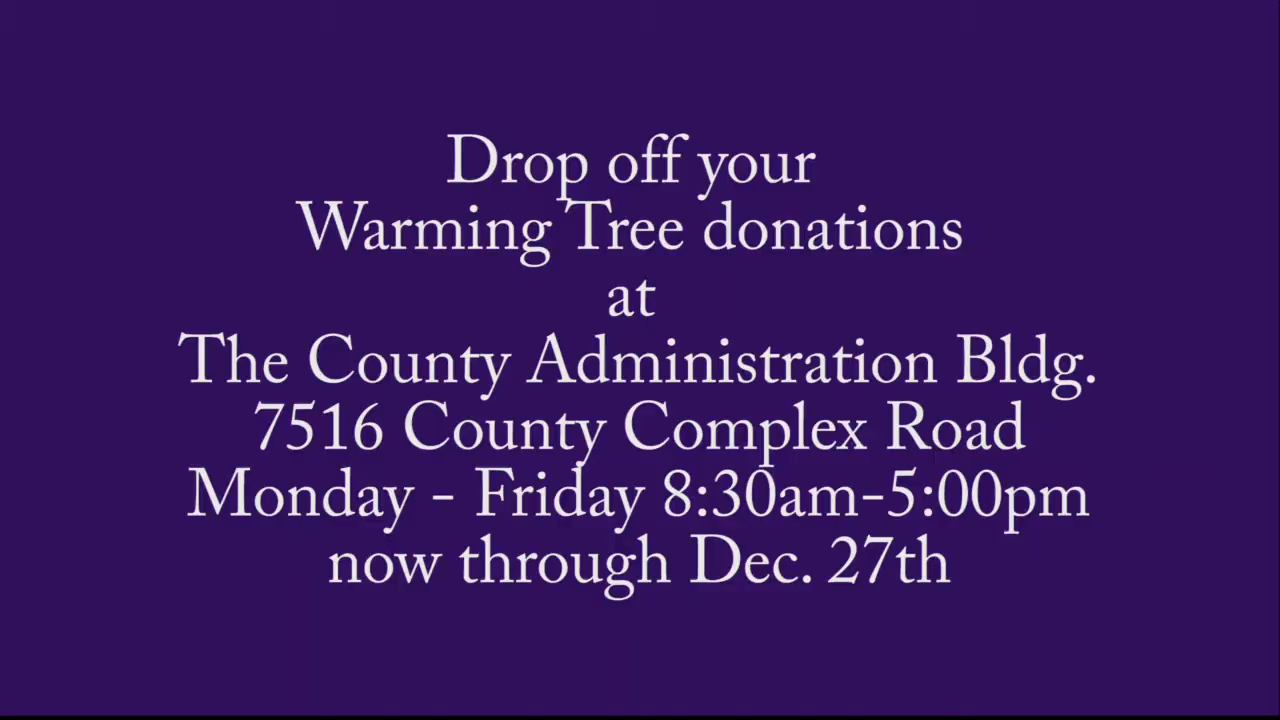 Drop off your
Warming Tree donations
at
The County Administration Bldg.
7516 County Complex Road
Monday - Friday 8:30am-5:00pm
now through Dec. 27th